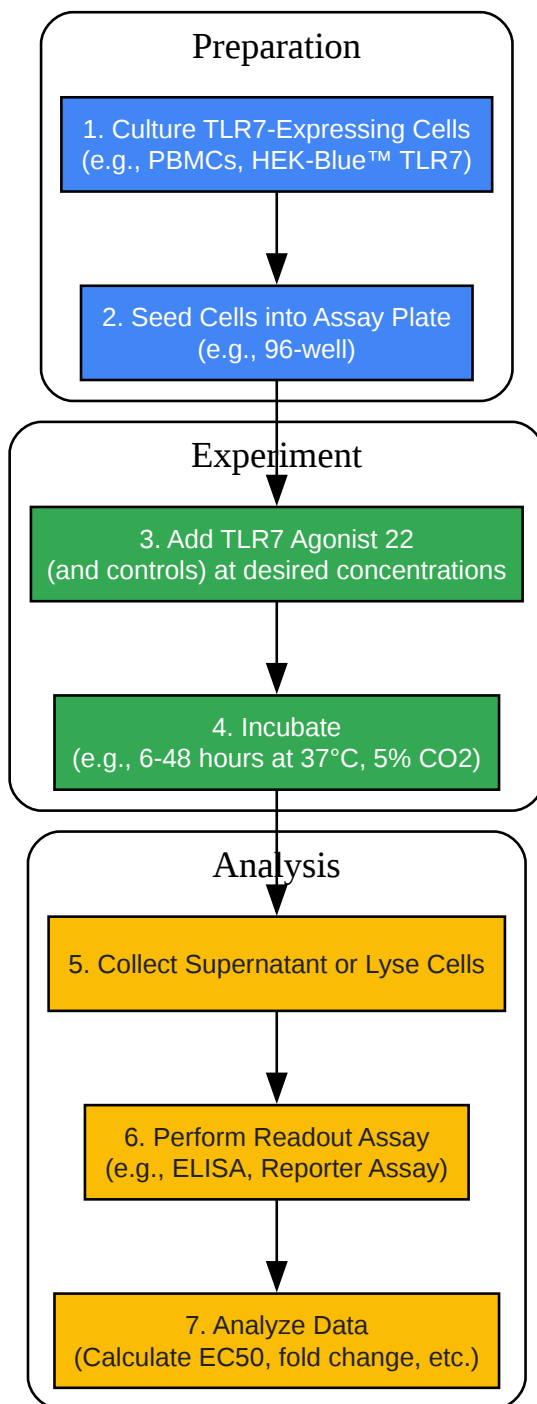 Preparation
1. Culture TLR7-Expressing Cells
(e.g., PBMCs, HEK-Blue™ TLR7)
2. Seed Cells into Assay Plate
(e.g., 96-well)
Experiment
3. Add TLR7 Agonist 22
(and controls) at desired concentrations
4. Incubate
(e.g., 6-48 hours at 37°C, 5% CO2)
Analysis
5. Collect Supernatant or Lyse Cells
6. Perform Readout Assay
(e.g., ELISA, Reporter Assay)
7. Analyze Data
(Calculate EC50, fold change, etc.)